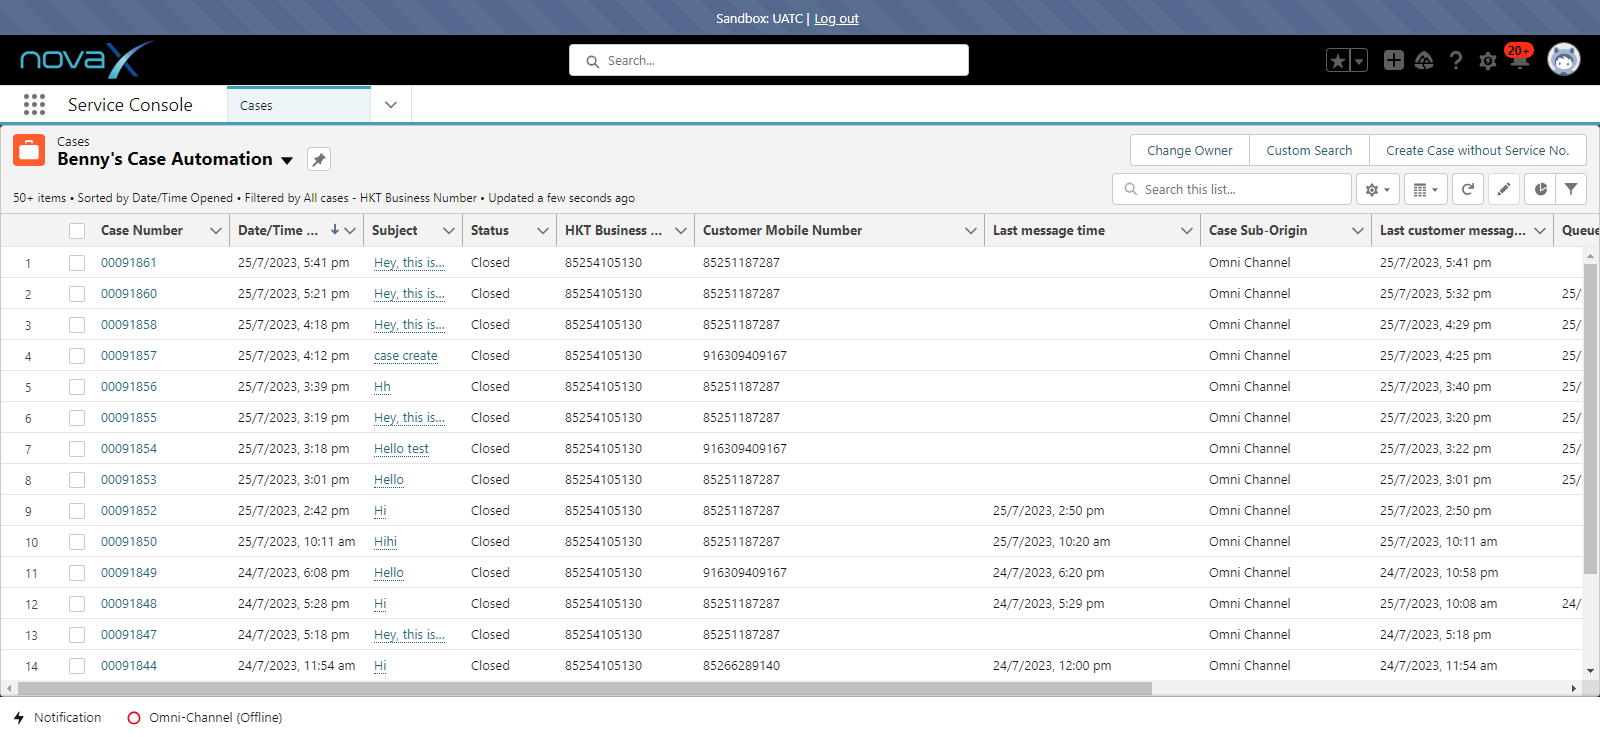 Sandbox: UATC | Log out
novax
Search...
20+
Service Console
Cases
Cases
Benny's Case Automation
Change Owner
Custom Search
Create Case without Service No.
50+ items • Sorted by Date/Time Opened • Filtered by All cases - HKT Business Number • Updated a few seconds ago
Search this list...
Case Number Date/Time ... Subject Status HKT Business ... Customer Mobile Number Last message time Case Sub-Origin Last customer messag... Queue
1 00091861 25/7/2023, 5:41 pm Hey, this is... Closed 85254105130 85251187287 Omni Channel 25/7/2023, 5:41 pm
2 00091860 25/7/2023, 5:21 pm Hey, this is... Closed 85254105130 85251187287 Omni Channel 25/7/2023, 5:32 pm 25/
3 00091858 25/7/2023, 4:18 pm Hey, this is... Closed 85254105130 85251187287 Omni Channel 25/7/2023, 4:29 pm 25/
4 00091857 25/7/2023, 4:12 pm case create Closed 85254105130 916309409167 Omni Channel 25/7/2023, 4:25 pm 25/
5 00091856 25/7/2023, 3:39 pm Hh Closed 85254105130 85251187287 Omni Channel 25/7/2023, 3:40 pm 25/
6 00091855 25/7/2023, 3:19 pm Hey, this is... Closed 85254105130 85251187287 Omni Channel 25/7/2023, 3:20 pm 25/
7 00091854 25/7/2023, 3:18 pm Hello test Closed 85254105130 916309409167 Omni Channel 25/7/2023, 3:22 pm 25/
8 00091853 25/7/2023, 3:01 pm Hello Closed 85254105130 85251187287 Omni Channel 25/7/2023, 3:01 pm 25/
9 00091852 25/7/2023, 2:42 pm Hi Closed 85254105130 85251187287 25/7/2023, 2:50 pm Omni Channel 25/7/2023, 2:50 pm
10 00091850 25/7/2023, 10:11 am Hihi Closed 85254105130 85251187287 25/7/2023, 10:20 am Omni Channel 25/7/2023, 10:11 am
11 00091849 24/7/2023, 6:08 pm Hello Closed 85254105130 916309409167 24/7/2023, 6:20 pm Omni Channel 24/7/2023, 10:58 pm
12 00091848 24/7/2023, 5:28 pm Hi Closed 85254105130 85251187287 24/7/2023, 5:29 pm Omni Channel 25/7/2023, 10:08 am 24/
13 00091847 24/7/2023, 5:18 pm Hey, this is... Closed 85254105130 85251187287 Omni Channel 24/7/2023, 5:18 pm
14 00091844 24/7/2023, 11:54 am Hi Closed 85254105130 85266289140 24/7/2023, 12:00 pm Omni Channel 24/7/2023, 11:54 am
Notification
Omni-Channel (Offline)